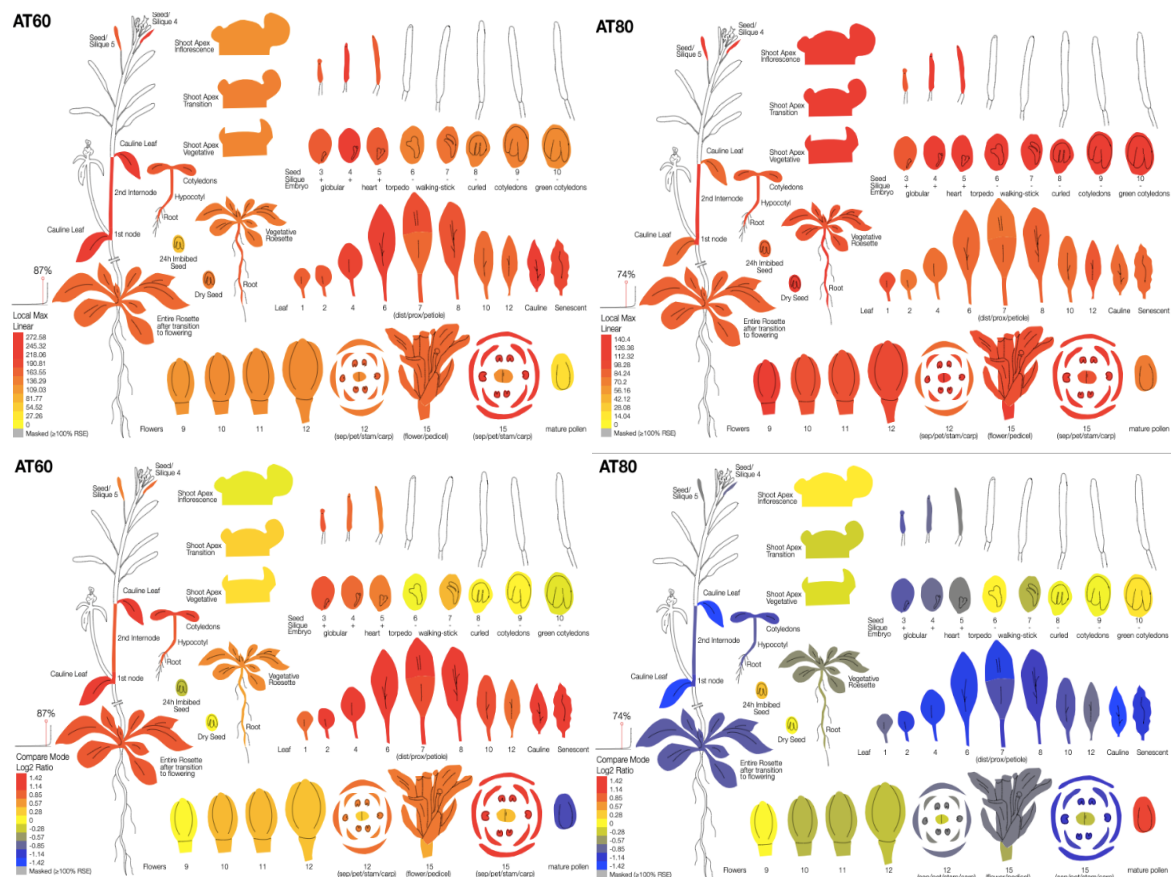 AT60
Seed/
Silique 4
Seed/
Silique 5
Shoot Apex
Inflorescence
Shoot Apex
Transition
Shoot Apex
Vegetative
Cauline Leaf
Cotyledons
2nd Internode
Hypocotyl
Root
Cauline Leaf
1st node
24h Imbibed
Seed
Dry Seed
Vegetative
Roesette
Root
Entire Rosette
after transition
to flowering
Seed 3 4 5 6 7 8 9 10
Silique + + + - - - - -
Embryo globular heart torpedo walking-stick curled cotyledons green cotyledons
Leaf 1 2 4 6 7 8 10 12 Cauline Senescent
(dist/prox/petiole)
87%
Local Max
Linear
272.58
245.32
218.06
190.81
163.55
136.29
109.03
81.77
54.52
27.26
0
Masked (≥100% RSE)
Flowers 9 10 11 12 12 15 15 mature pollen
(sep/pet/stam/carp) (flower/pedicel) (sep/pet/stam/carp)
AT80
Seed/
Silique 4
Seed/
Silique 5
Shoot Apex
Inflorescence
Shoot Apex
Transition
Shoot Apex
Vegetative
Cauline Leaf
Cotyledons
2nd Internode
Hypocotyl
Root
Cauline Leaf
1st node
24h Imbibed
Seed
Dry Seed
Vegetative
Roesette
Root
Entire Rosette
after transition
to flowering
Seed 3 4 5 6 7 8 9 10
Silique + + + - - - - -
Embryo globular heart torpedo walking-stick curled cotyledons green cotyledons
Leaf 1 2 4 6 7 8 10 12 Cauline Senescent
(dist/prox/petiole)
74%
Local Max
Linear
140.4
126.36
112.32
98.28
84.24
70.2
56.16
42.12
28.08
14.04
0
Masked (≥100% RSE)
Flowers 9 10 11 12 12 15 15 mature pollen
(sep/pet/stam/carp) (flower/pedicel) (sep/pet/stam/carp)
AT60
Seed/
Silique 4
Seed/
Silique 5
Shoot Apex
Inflorescence
Shoot Apex
Transition
Shoot Apex
Vegetative
Cauline Leaf
Cotyledons
2nd Internode
Hypocotyl
Root
Cauline Leaf
1st node
24h Imbibed
Seed
Dry Seed
Vegetative
Roesette
Root
Entire Rosette
after transition
to flowering
Seed 3 4 5 6 7 8 9 10
Silique + + + - - - - -
Embryo globular heart torpedo walking-stick curled cotyledons green cotyledons
Leaf 1 2 4 6 7 8 10 12 Cauline Senescent
(dist/prox/petiole)
87%
Compare Mode
Log2 Ratio
1.42
1.14
0.85
0.57
0.28
0
-0.28
-0.57
-0.85
-1.14
-1.42
Masked (≥100% RSE)
Flowers 9 10 11 12 12 15 15 mature pollen
(sep/pet/stam/carp) (flower/pedicel) (sep/pet/stam/carp)
AT80
Seed/
Silique 4
Seed/
Silique 5
Shoot Apex
Inflorescence
Shoot Apex
Transition
Shoot Apex
Vegetative
Cauline Leaf
Cotyledons
2nd Internode
Hypocotyl
Root
Cauline Leaf
1st node
24h Imbibed
Seed
Dry Seed
Vegetative
Roesette
Root
Entire Rosette
after transition
to flowering
Seed 3 4 5 6 7 8 9 10
Silique + + + - - - - -
Embryo globular heart torpedo walking-stick curled cotyledons green cotyledons
Leaf 1 2 4 6 7 8 10 12 Cauline Senescent
(dist/prox/petiole)
74%
Compare Mode
Log2 Ratio
1.42
1.14
0.85
0.57
0.28
0
-0.28
-0.57
-0.85
-1.14
-1.42
Masked (≥100% RSE)
Flowers 9 10 11 12 12 15 15 mature pollen